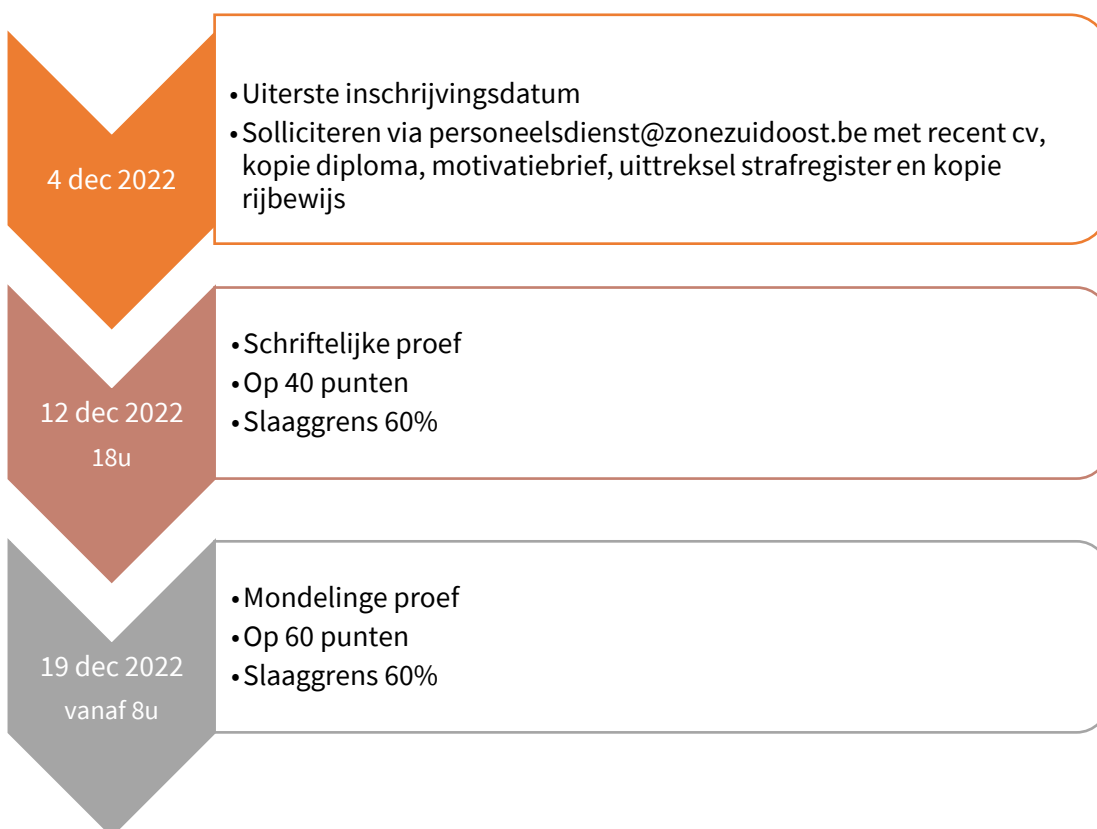 4 dec 2022
•Uiterste inschrijvingsdatum
•Solliciteren via personeelsdienst@zonezuidoost.be met recent cv,
kopie diploma, motivatiebrief, uittreksel strafregister en kopie
rijbewijs
12 dec 2022
18u
•Schriftelijke proef
•Op 40 punten
•Slaaggrens 60%
19 dec 2022
vanaf 8u
•Mondelinge proef
•Op 60 punten
•Slaaggrens 60%